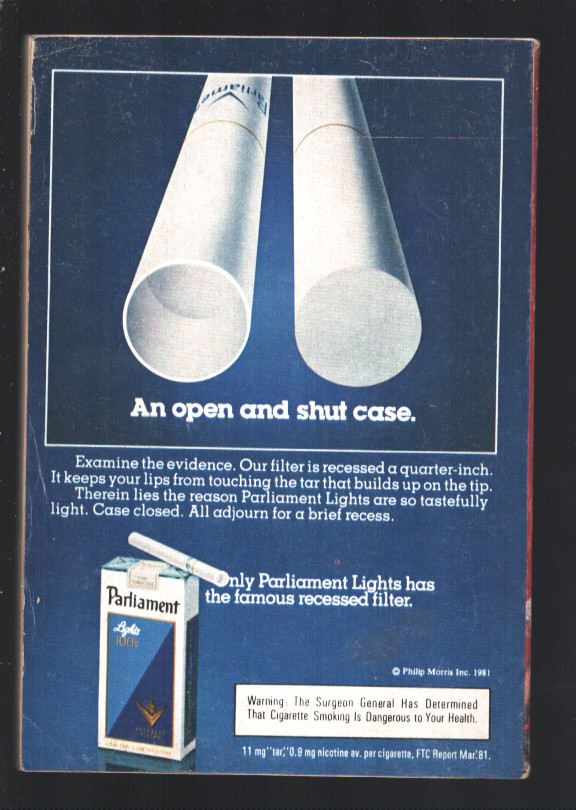 Parliament
An open and shut case.
Examine the evidence. Our filter is recessed a quarter-inch.
It keeps your lips from touching the tar that builds up on the tip.
Therein lies the reason Parliament Lights are so tastefully
light. Case closed. All adjourn for a brief recess.
Only Parliament Lights has
the famous recessed filter.
Parliament
Lights
100's
© Philip Morris Inc. 1981
Warning: The Surgeon General Has Determined
That Cigarette Smoking Is Dangerous to Your Health.
11 mg "tar," 0.9 mg nicotine av. per cigarette, FTC Report Mar.'81.